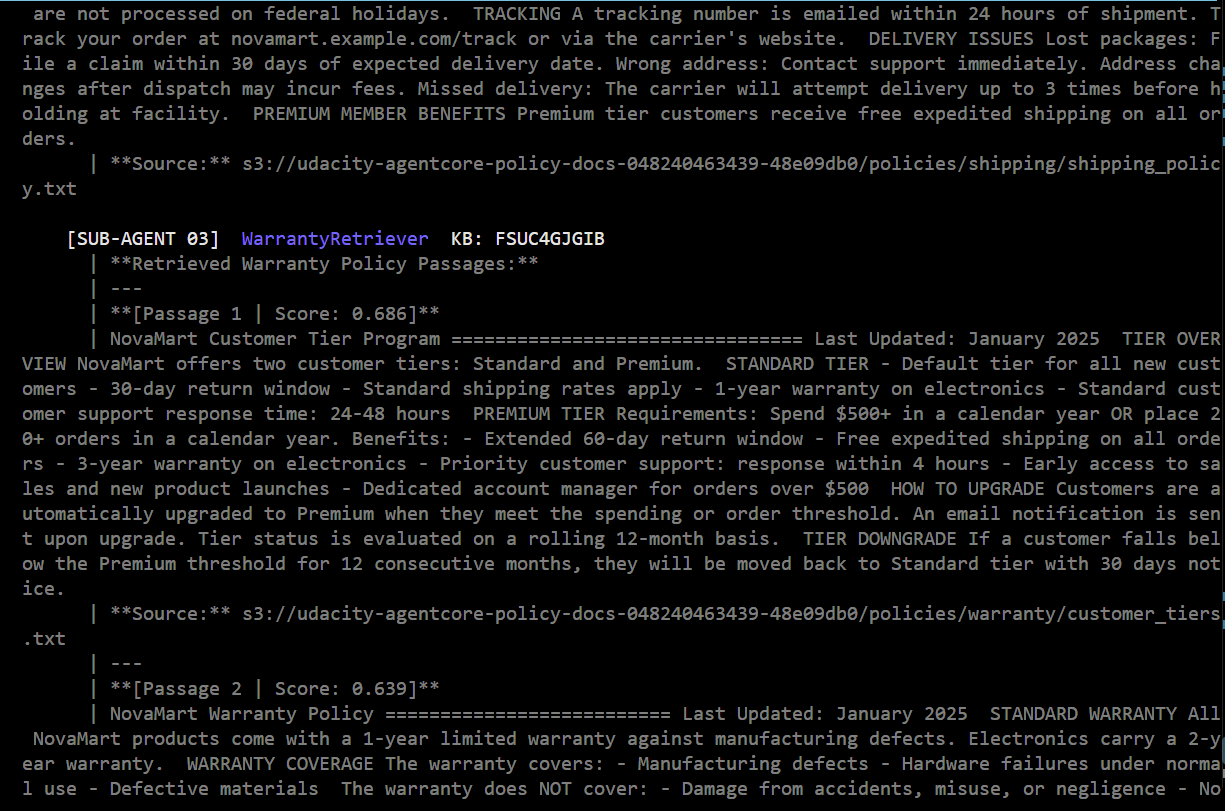 are not processed on federal holidays.  TRACKING A tracking number is emailed within 24 hours of shipment. T
rack your order at novamart.example.com/track or via the carrier's website.  DELIVERY ISSUES Lost packages: F
ile a claim within 30 days of expected delivery date. Wrong address: Contact support immediately. Address cha
nges after dispatch may incur fees. Missed delivery: The carrier will attempt delivery up to 3 times before h
olding at facility.  PREMIUM MEMBER BENEFITS Premium tier customers receive free expedited shipping on all or
ders.
| **Source:** s3://udacity-agentcore-policy-docs-048240463439-48e09db0/policies/shipping/shipping_polic
y.txt
[SUB-AGENT 03]  WarrantyRetriever  KB: FSUC4GJGIB
| **Retrieved Warranty Policy Passages:**
| ---
| **[Passage 1 | Score: 0.686]**
| NovaMart Customer Tier Program ================================ Last Updated: January 2025  TIER OVER
VIEW NovaMart offers two customer tiers: Standard and Premium.  STANDARD TIER - Default tier for all new cust
omers - 30-day return window - Standard shipping rates apply - 1-year warranty on electronics - Standard cust
omer support response time: 24-48 hours  PREMIUM TIER Requirements: Spend $500+ in a calendar year OR place 2
0+ orders in a calendar year. Benefits: - Extended 60-day return window - Free expedited shipping on all orde
rs - 3-year warranty on electronics - Priority customer support: response within 4 hours - Early access to sa
les and new product launches - Dedicated account manager for orders over $500  HOW TO UPGRADE Customers are a
utomatically upgraded to Premium when they meet the spending or order threshold. An email notification is sen
t upon upgrade. Tier status is evaluated on a rolling 12-month basis.  TIER DOWNGRADE If a customer falls bel
ow the Premium threshold for 12 consecutive months, they will be moved back to Standard tier with 30 days not
ice.
| **Source:** s3://udacity-agentcore-policy-docs-048240463439-48e09db0/policies/warranty/customer_tiers
.txt
| ---
| **[Passage 2 | Score: 0.639]**
| NovaMart Warranty Policy ========================== Last Updated: January 2025  STANDARD WARRANTY All
NovaMart products come with a 1-year limited warranty against manufacturing defects. Electronics carry a 2-y
ear warranty.  WARRANTY COVERAGE The warranty covers: - Manufacturing defects - Hardware failures under norma
l use - Defective materials  The warranty does NOT cover: - Damage from accidents, misuse, or negligence - No